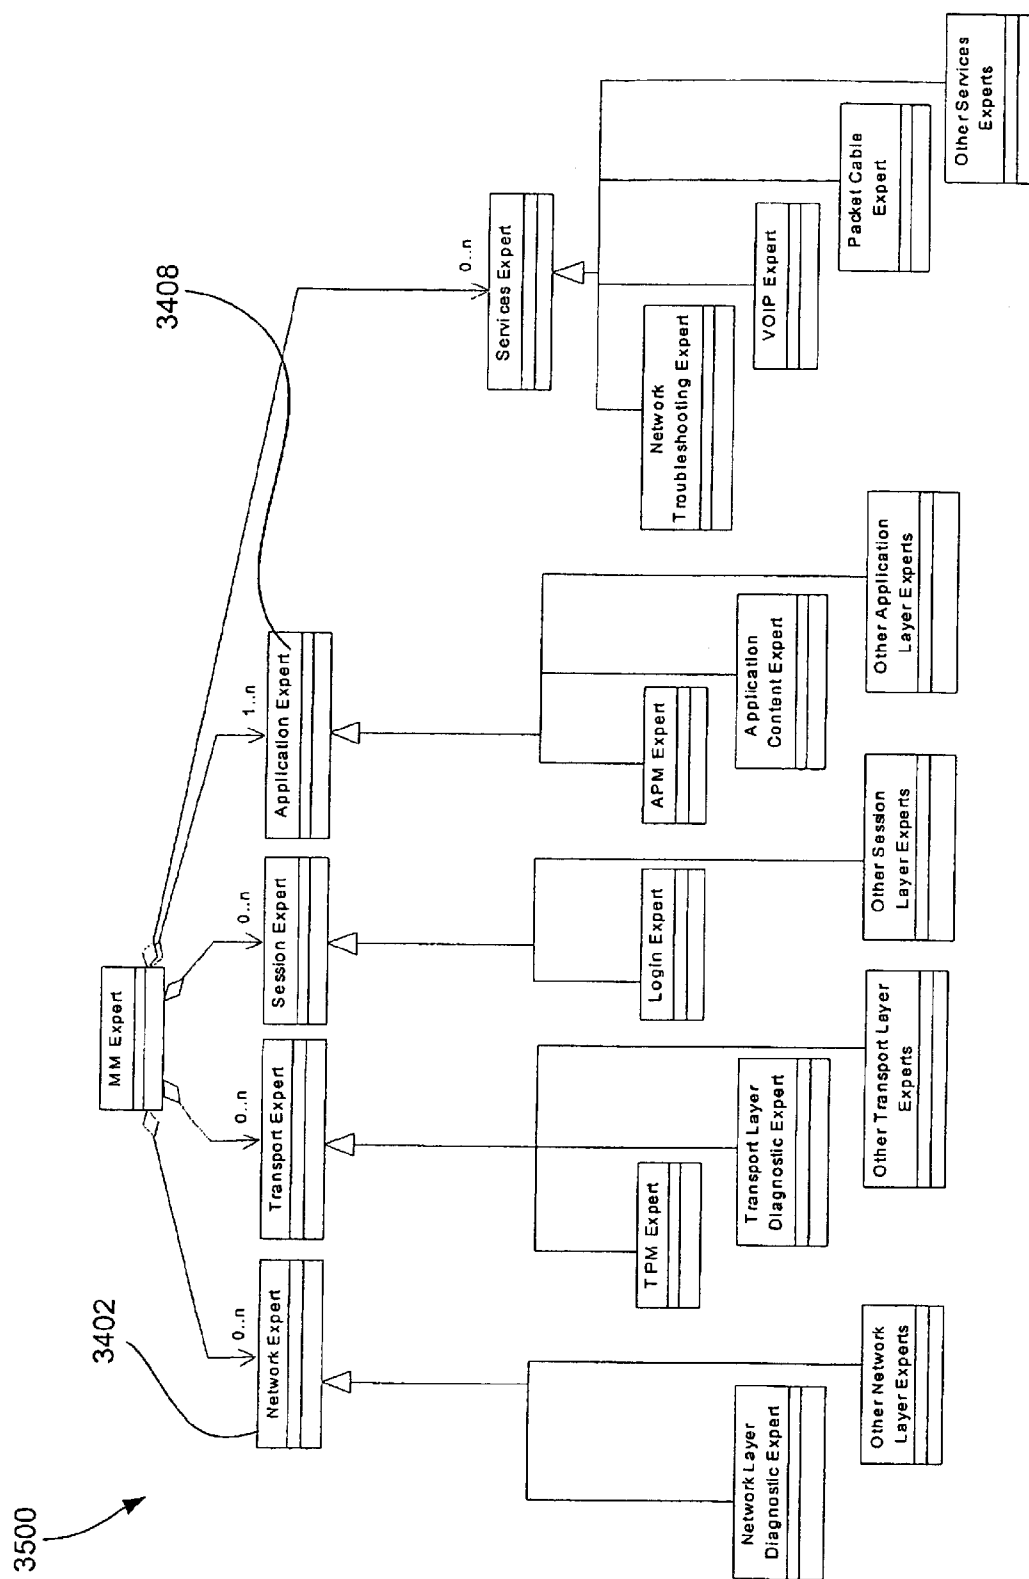 3500
MM Expert
3402
3408
0..n
0..n
0..n
1..n
0..n
Network Expert
Transport Expert
Session Expert
Application Expert
Services Expert
Network Layer
Diagnostic Expert
Other Network
Layer Experts
TPM Expert
Transport Layer
Diagnostic Expert
Other Transport Layer
Experts
Login Expert
Other Session
Layer Experts
APM Expert
Application
Content Expert
Other Application
Layer Experts
Network
Troubleshooting Expert
VOIP Expert
Packet Cable
Expert
Other Services
Experts